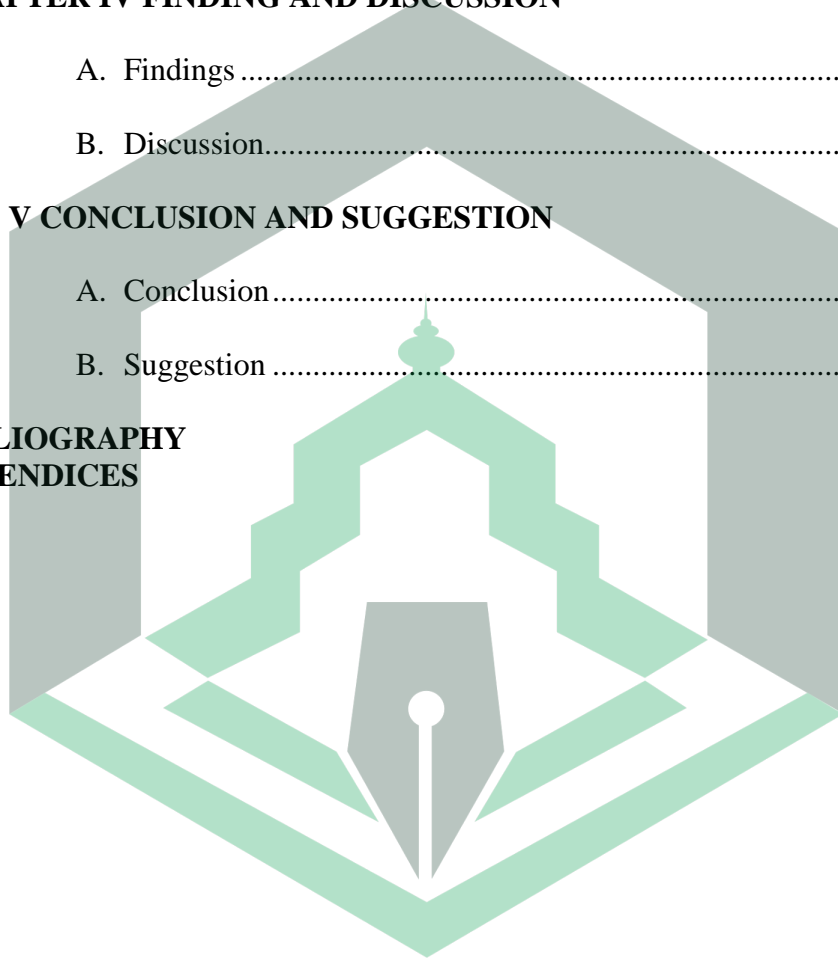 APTER IV FINDING AND DISCUSSION
A. Findings ........................................................................
B. Discussion.....................................................................
V CONCLUSION AND SUGGESTION
A. Conclusion....................................................................
B. Suggestion ....................................................................
LIOGRAPHY
ENDICES